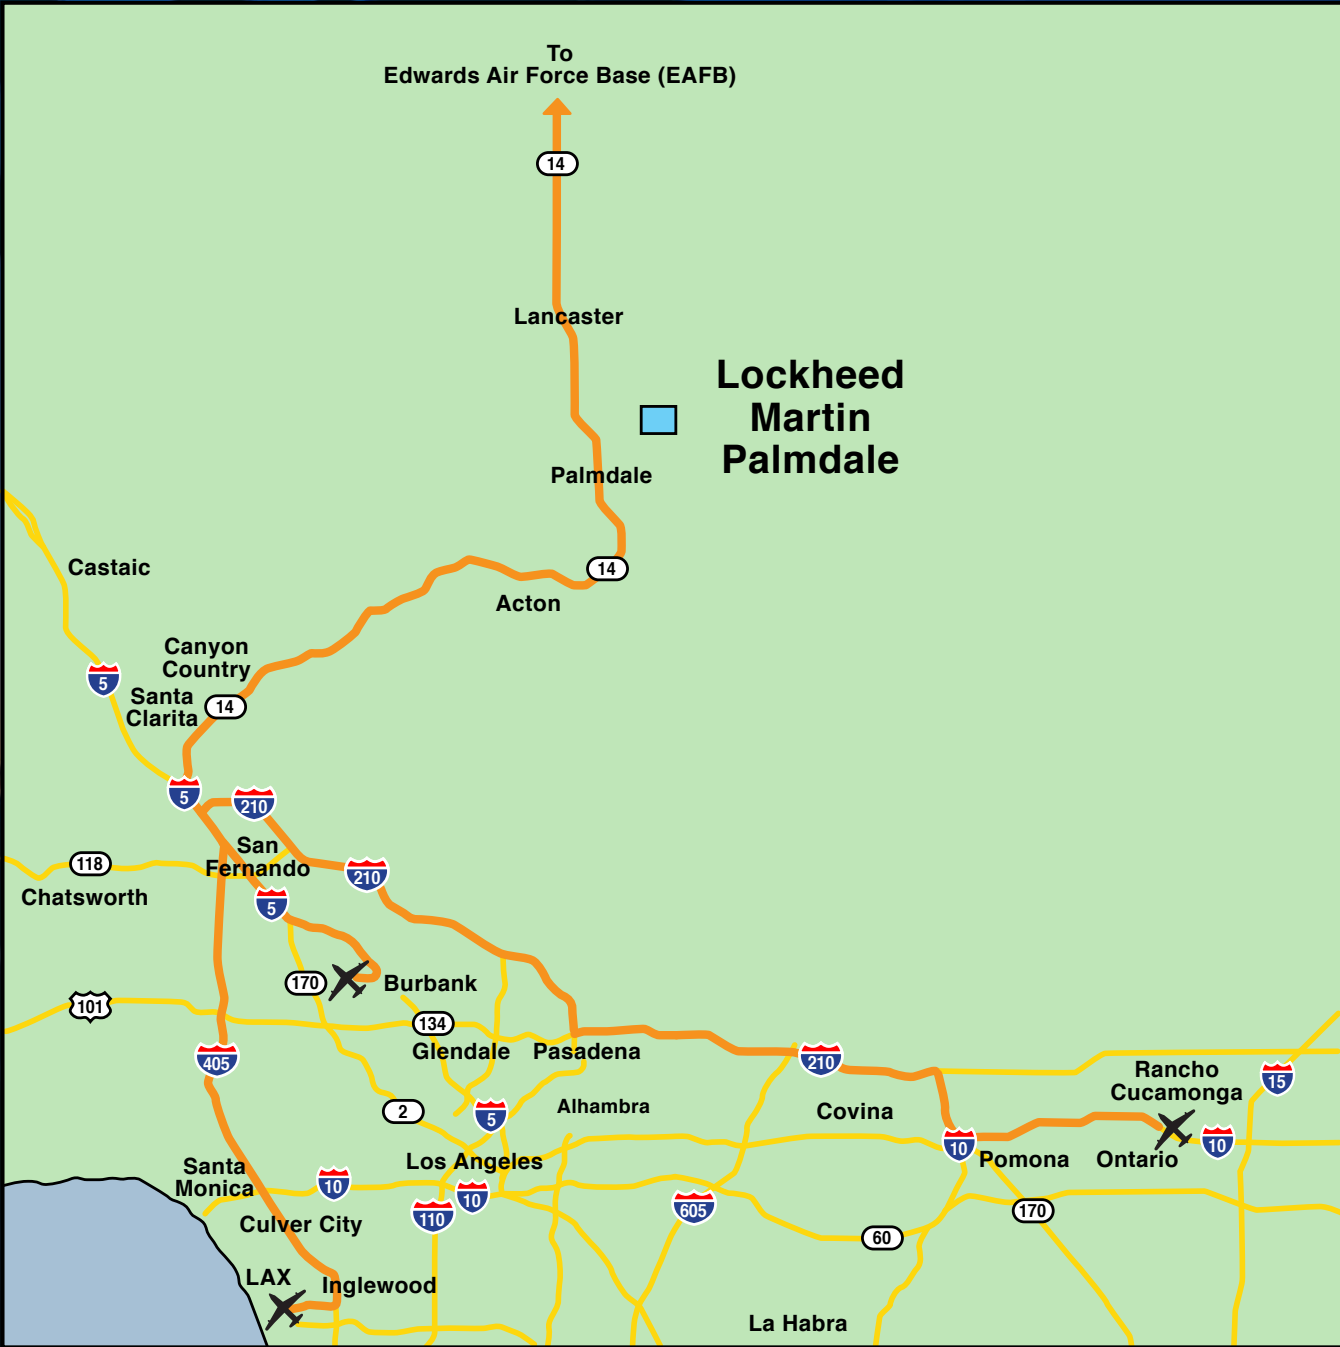 To
Edwards Air Force Base (EAFB)
14
Lancaster
Lockheed
Martin
Palmdale
Palmdale
Castaic
14
Acton
Canyon
Country
5
Santa
Clarita
14
5
210
San
Fernando
118
210
Chatsworth
5
170
Burbank
101
134
Glendale
Pasadena
405
210
Rancho
Cucamonga
15
2
5
Alhambra
Covina
10
10
Los Angeles
Pomona
Ontario
Santa
Monica
10
10
110
605
170
Culver City
60
LAX
Inglewood
La Habra